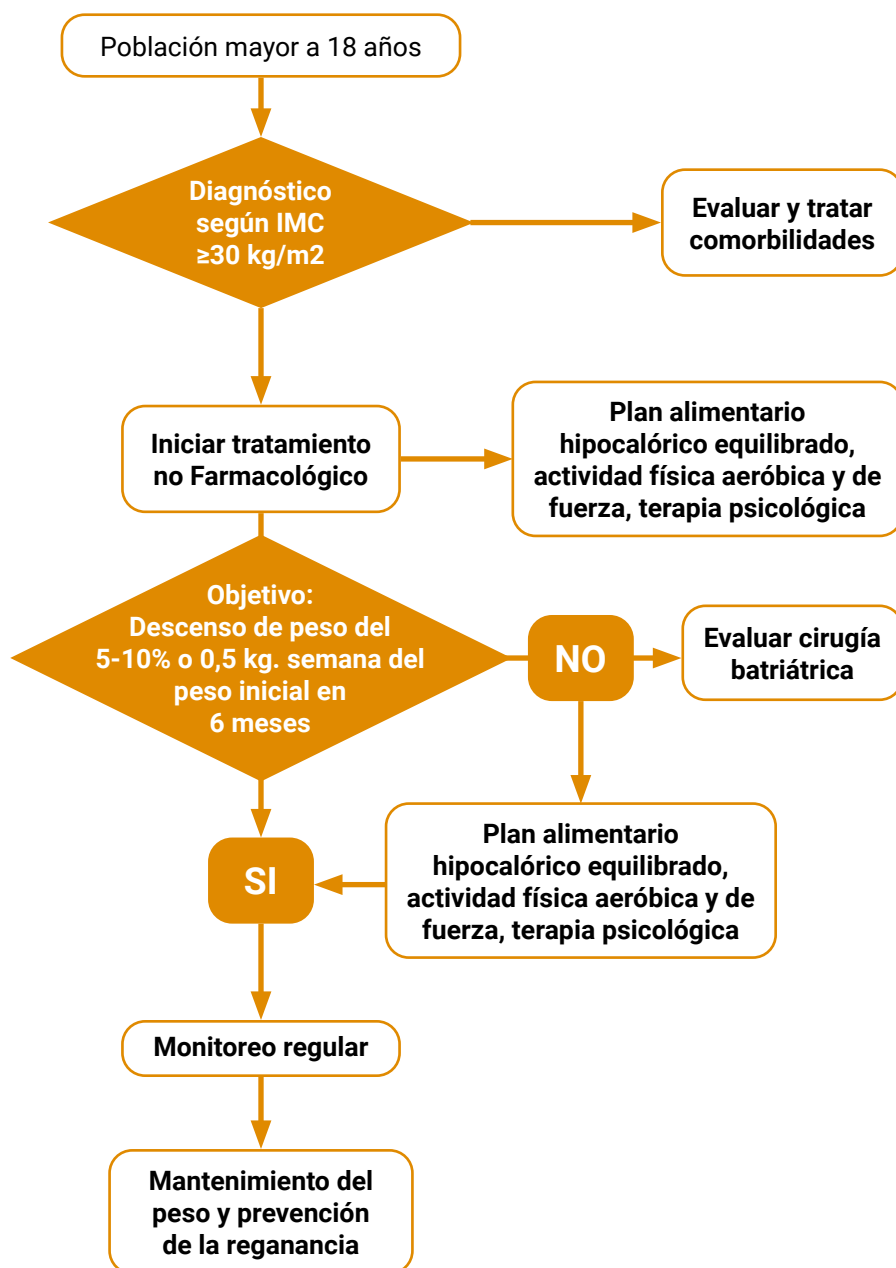 Población mayor a 18 años
Diagnóstico
según IMC
≥30 kg/m2
Evaluar y tratar
comorbilidades
Iniciar tratamiento
no Farmacológico
Plan alimentario
hipocalórico equilibrado,
actividad física aeróbica y de
fuerza, terapia psicológica
Objetivo:
Descenso de peso del
5-10% o 0,5 kg. semana del
peso inicial en
6 meses
NO
Evaluar cirugía
batriátrica
SI
Plan alimentario
hipocalórico equilibrado,
actividad física aeróbica y de
fuerza, terapia psicológica
Monitoreo regular
Mantenimiento del
peso y prevención
de la reganancia